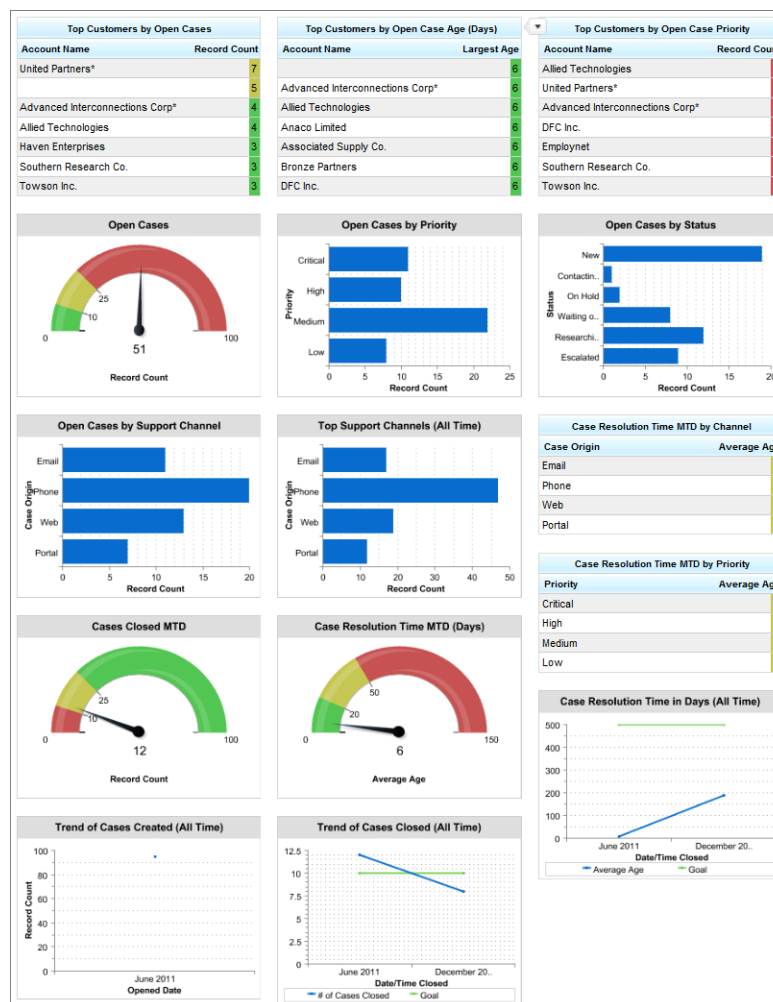 Top Customers by Open Cases
Account Name Record Count
United Partners* 7
5
Advanced Interconnections Corp* 4
Allied Technologies 4
Haven Enterprises 3
Southern Research Co. 3
Towson Inc. 3
Top Customers by Open Case Age (Days)
Account Name Largest Age
6
Advanced Interconnections Corp* 6
Allied Technologies 6
Anaco Limited 6
Associated Supply Co. 6
Bronze Partners 6
DFC Inc. 6
Top Customers by Open Case Priority
Account Name Record Cou
Allied Technologies
United Partners*
Advanced Interconnections Corp*
DFC Inc.
Employnet
Southern Research Co.
Towson Inc.
Open Cases
0 10 25 100
51
Record Count
Open Cases by Priority
Priority
Critical
High
Medium
Low
0 5 10 15 20 25
Record Count
Open Cases by Status
Status
New
Contactin..
On Hold
Waiting o..
Researchi..
Escalated
0 5 10 15 20
Record Count
Open Cases by Support Channel
Case Origin
Email
Phone
Web
Portal
0 5 10 15 20
Record Count
Top Support Channels (All Time)
Case Origin
Email
Phone
Web
Portal
0 10 20 30 40 50
Record Count
Case Resolution Time MTD by Channel
Case Origin Average Ag
Email
Phone
Web
Portal
Case Resolution Time MTD by Priority
Priority Average Ag
Critical
High
Medium
Low
Cases Closed MTD
0 10 25 100
12
Record Count
Case Resolution Time MTD (Days)
0 20 50 150
6
Average Age
Case Resolution Time in Days (All Time)
500
400
300
200
100
0
June 2011 December 20..
Date/Time Closed
Average Age Goal
Trend of Cases Created (All Time)
Record Count
100
80
60
40
20
0
June 2011
Opened Date
Trend of Cases Closed (All Time)
12.5
10
7.5
5
2.5
0
June 2011 December 20..
Date/Time Closed
# of Cases Closed Goal